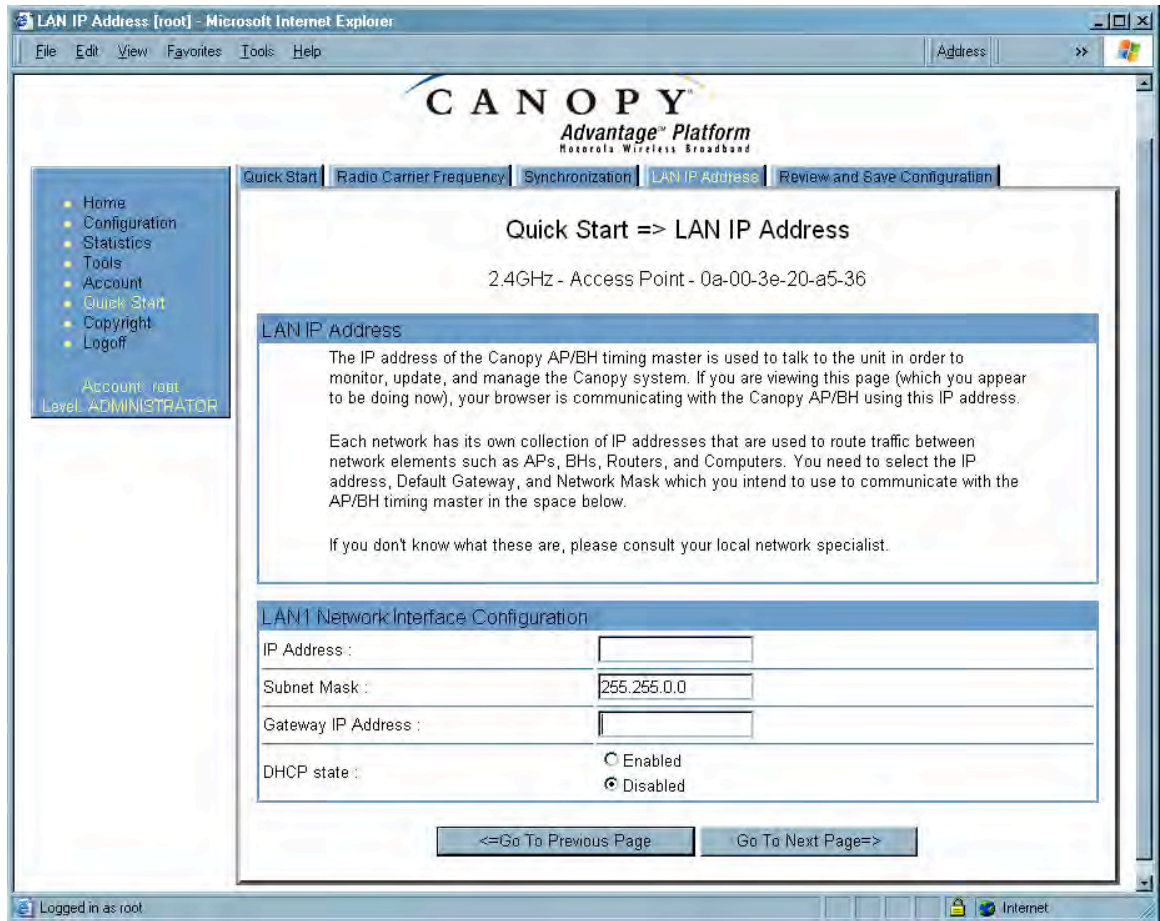 LAN IP Address [root] - Microsoft Internet Explorer
File Edit View Favorites Tools Help Address »
CANOPY
Advantage™ Platform
Motorola Wireless Broadband
Quick Start Radio Carrier Frequency Synchronization LAN IP Address Review and Save Configuration
Home
Configuration
Statistics
Tools
Account
Quick Start
Copyright
Logoff
Account: root
Level: ADMINISTRATOR
Quick Start => LAN IP Address
2.4GHz - Access Point - 0a-00-3e-20-a5-36
LAN IP Address
The IP address of the Canopy AP/BH timing master is used to talk to the unit in order to
monitor, update, and manage the Canopy system. If you are viewing this page (which you appear
to be doing now), your browser is communicating with the Canopy AP/BH using this IP address.
Each network has its own collection of IP addresses that are used to route traffic between
network elements such as APs, BHs, Routers, and Computers. You need to select the IP
address, Default Gateway, and Network Mask which you intend to use to communicate with the
AP/BH timing master in the space below.
If you don't know what these are, please consult your local network specialist.
LAN1 Network Interface Configuration
IP Address :
Subnet Mask : 255.255.0.0
Gateway IP Address :
DHCP state :
Enabled
Disabled
<=Go To Previous Page Go To Next Page=>
Logged in as root Internet